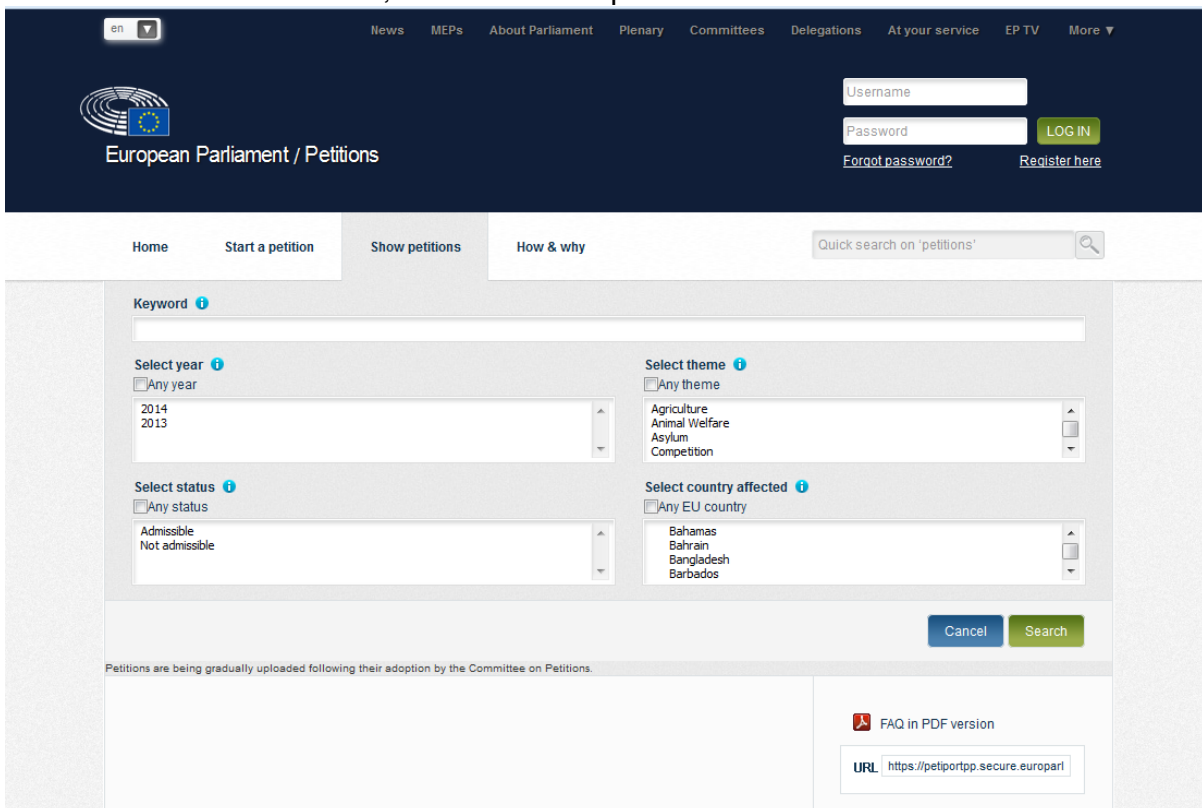 en
News MEPs About Parliament Plenary Committees Delegations At your service EP TV More ▼
Username
Password LOG IN
European Parliament / Petitions
Forgot password? Register here
Home Start a petition Show petitions How & why Quick search on 'petitions'
Keyword
Select year
Any year
2014
2013
Select theme
Any theme
Agriculture
Animal Welfare
Asylum
Competition
Select status
Any status
Admissible
Not admissible
Select country affected
Any EU country
Bahamas
Bahrain
Bangladesh
Barbados
Cancel Search
Petitions are being gradually uploaded following their adoption by the Committee on Petitions.
FAQ in PDF version
URL https://petiportpp.secure.europarl